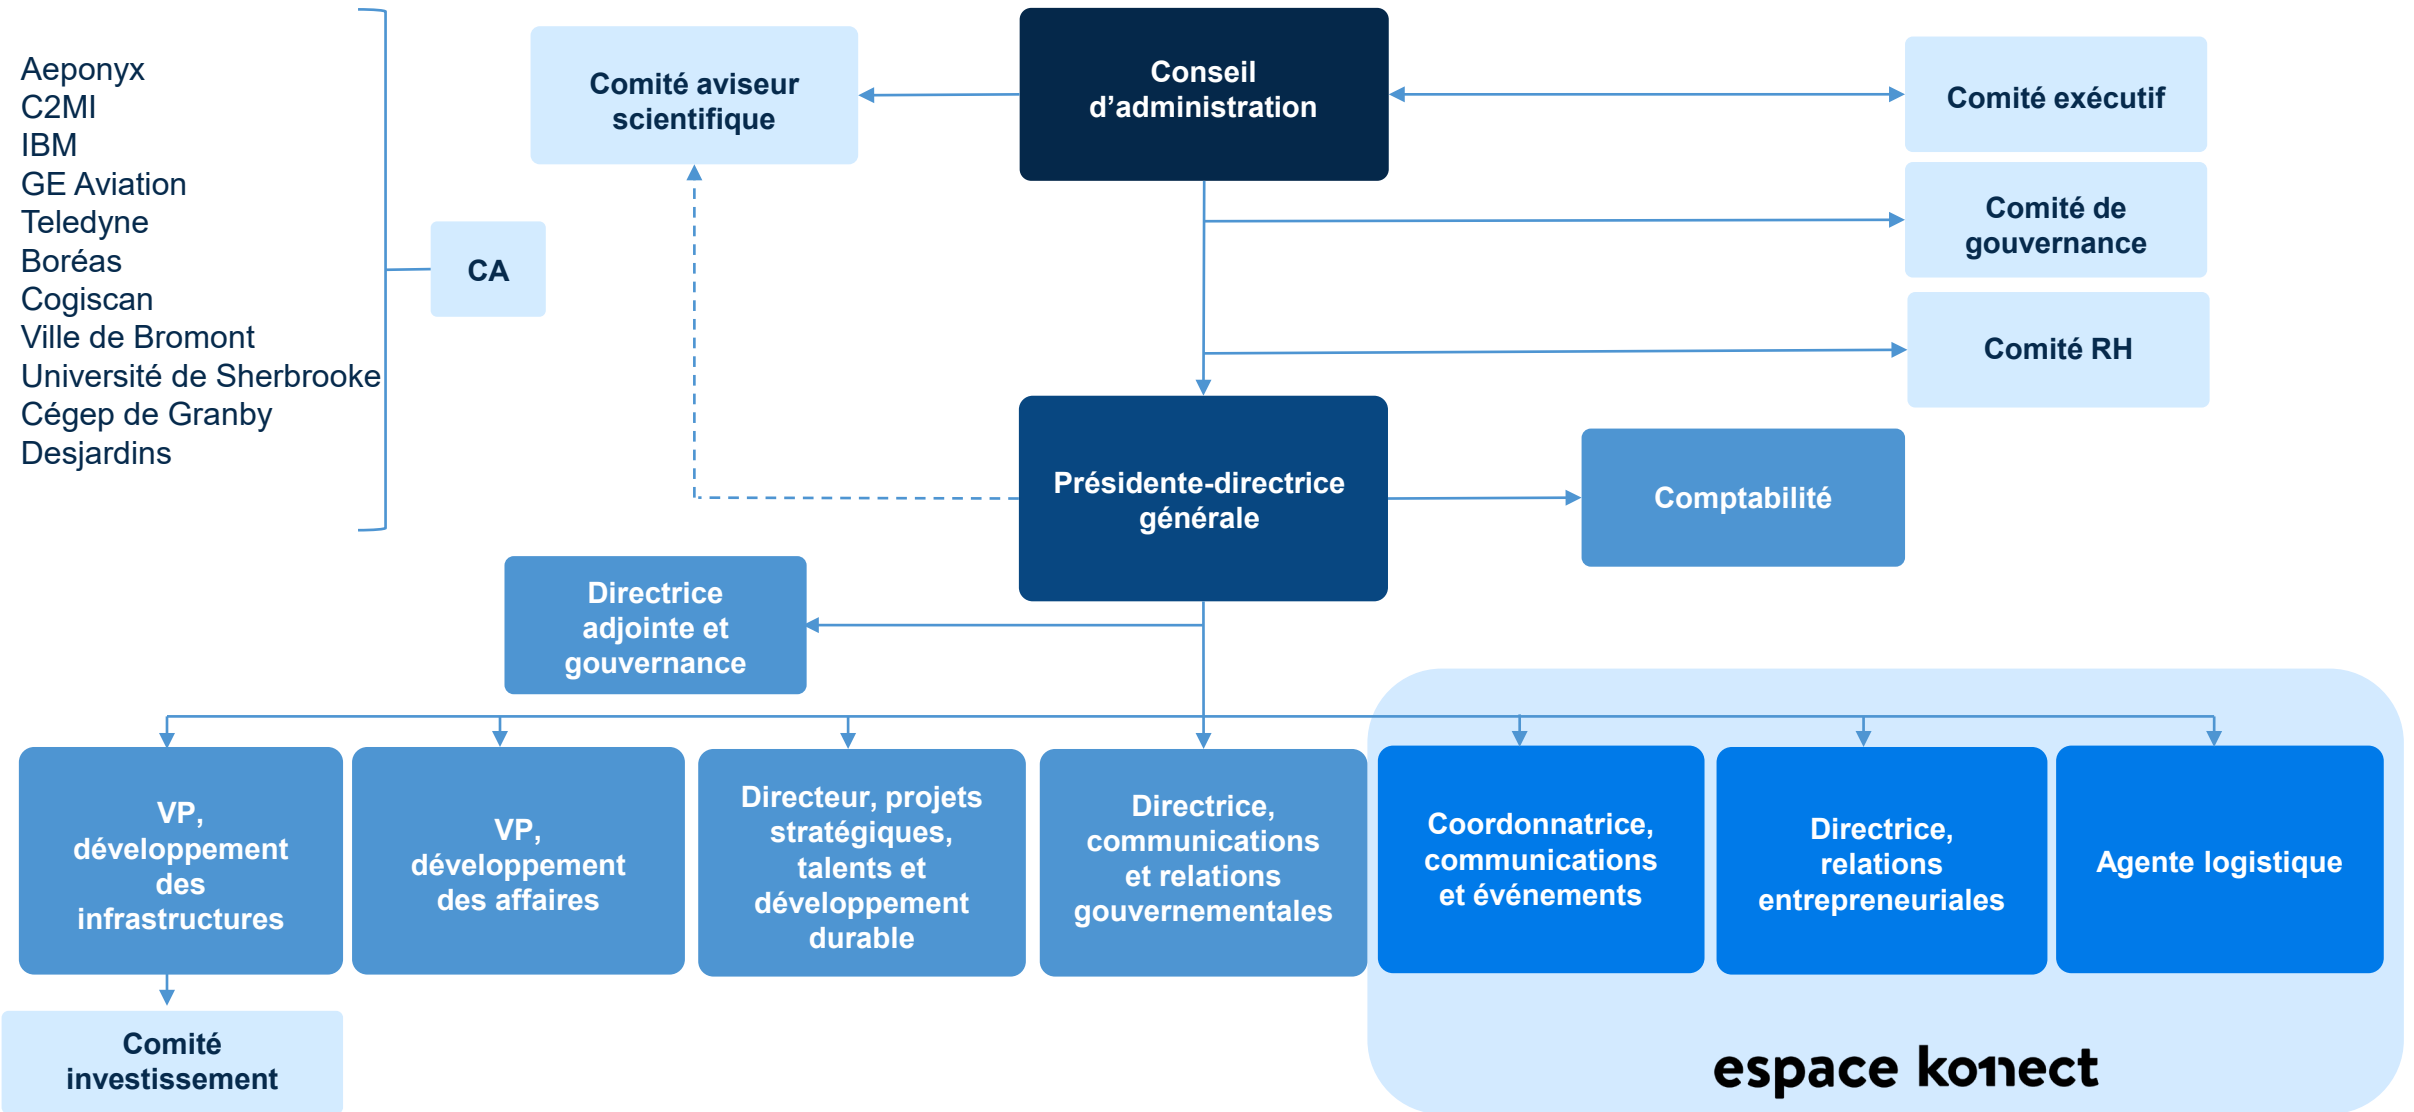 Aeponyx
C2MI
IBM
GE Aviation
Teledyne
Boréas
Cogiscan
Ville de Bromont
Université de Sherbrooke
Cégep de Granby
Desjardins
CA
Comité aviseur
scientifique
Conseil
d’administration
Comité exécutif
Comité de
gouvernance
Comité RH
Présidente-directrice
générale
Comptabilité
Directrice
adjointe et
gouvernance
VP,
développement
des
infrastructures
VP,
développement
des affaires
Directeur, projets
stratégiques,
talents et
développement
durable
Directrice,
communications
et relations
gouvernementales
Coordonnatrice,
communications
et événements
Directrice,
relations
entrepreneuriales
Agente logistique
Comité
investissement
espace konect